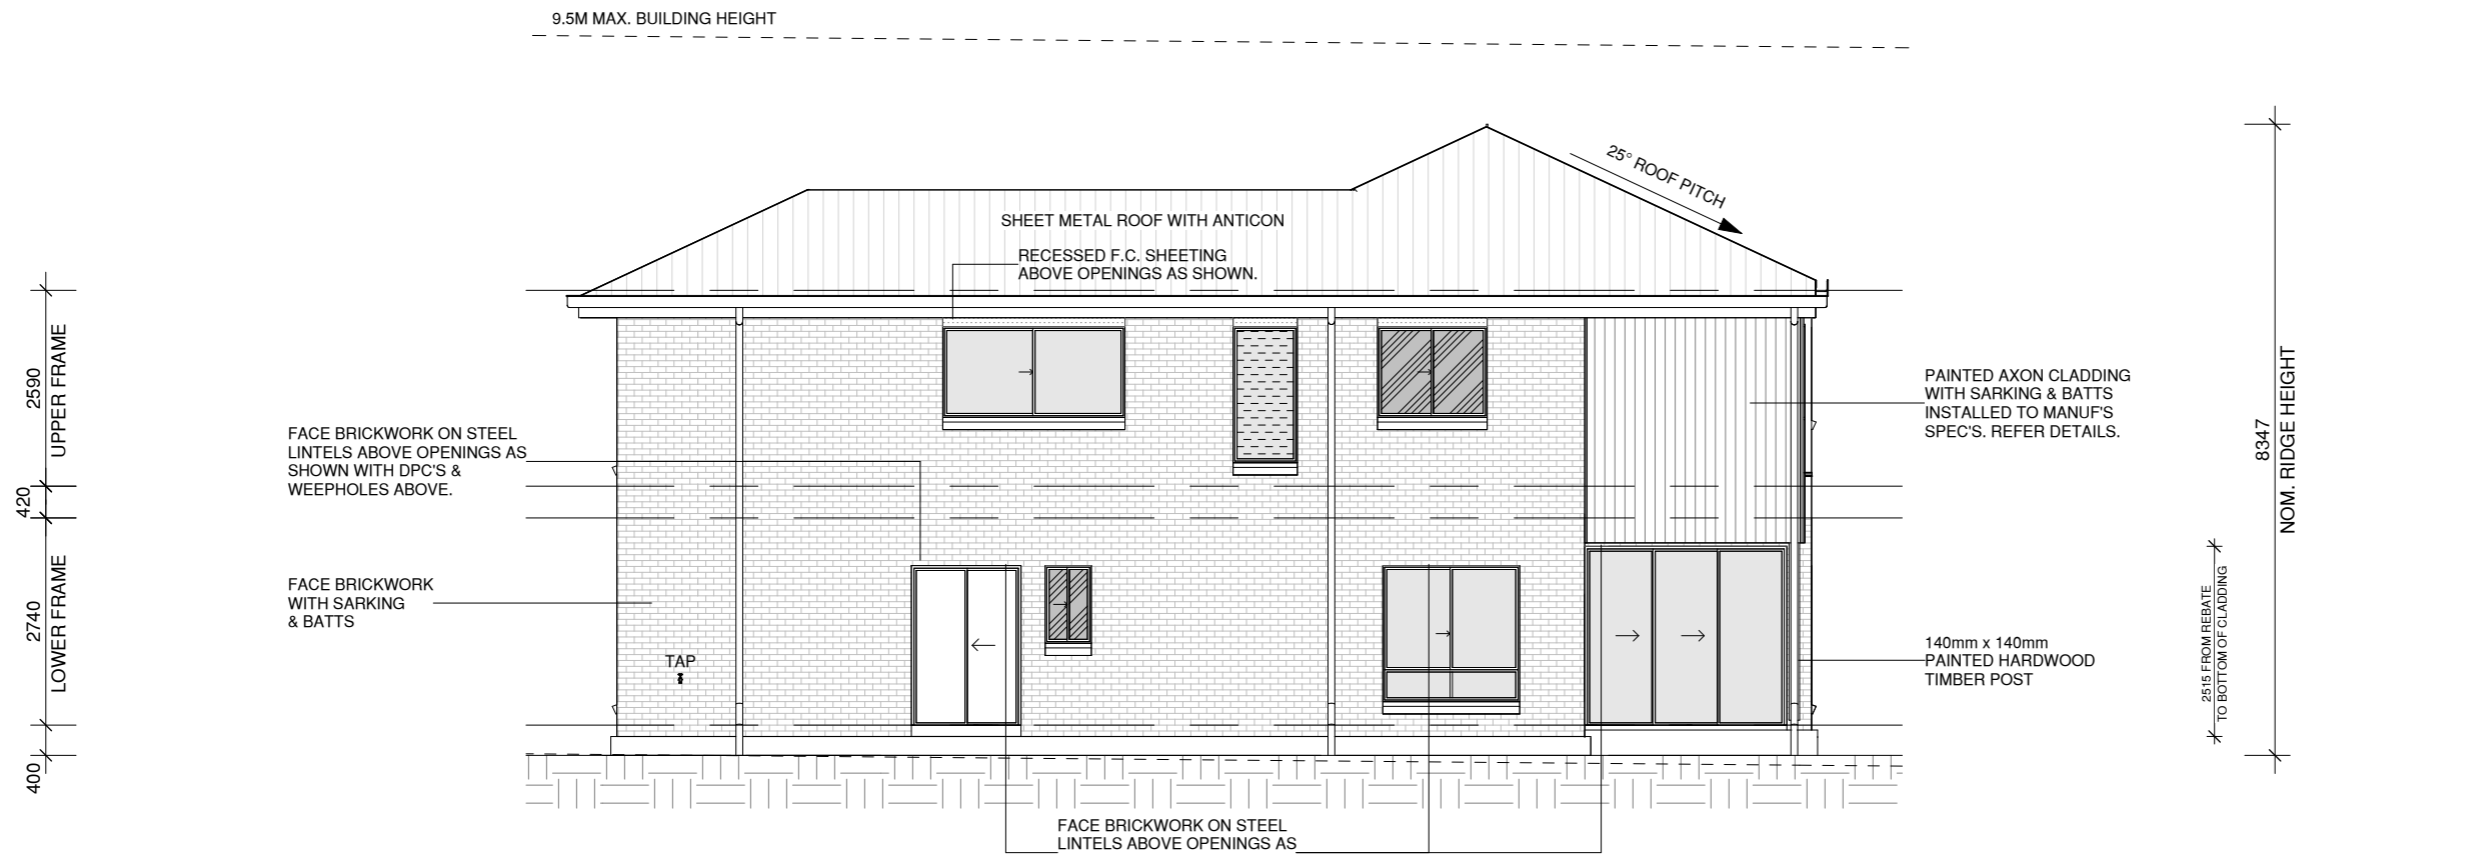 9.5M MAX. BUILDING HEIGHT
25° ROOF PITCH
SHEET METAL ROOF WITH ANTICON
RECESSED F.C. SHEETING
ABOVE OPENINGS AS SHOWN.
2590
UPPER FRAME
420
2740
LOWER FRAME
400
FACE BRICKWORK ON STEEL
LINTELS ABOVE OPENINGS AS
SHOWN WITH DPC'S &
WEEPHOLES ABOVE.
FACE BRICKWORK
WITH SARKING
& BATTS
TAP
PAINTED AXON CLADDING
WITH SARKING & BATTS
INSTALLED TO MANUF'S
SPEC'S. REFER DETAILS.
140mm x 140mm
PAINTED HARDWOOD
TIMBER POST
2515 FROM REBATE
TO BOTTOM OF CLADDING
8347
NOM. RIDGE HEIGHT
FACE BRICKWORK ON STEEL
LINTELS ABOVE OPENINGS AS